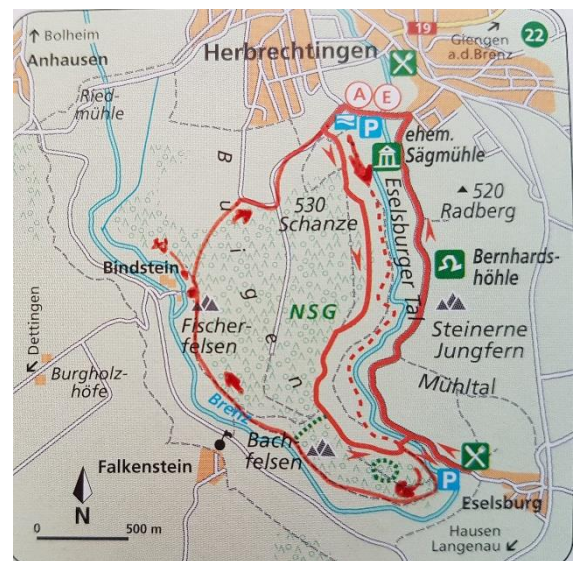 Bolheim
Anhausen
Herbrechtingen
19
Giengen
a.d.Brenz
22
Ried-
mühle
A
E
P
ehem.
Sägmühle
Buigen
530
Schanze
Eselsburger Tal
520
Radberg
Bernhards-
höhle
Bindstein
NSG
Fischer-
felsen
Steinerne
Jungfern
Dettingen
Burgholz-
höfe
Mühltal
Brenz
Bach-
felsen
Falkenstein
P
Eselsburg
N
0
500 m
Hausen
Langenau